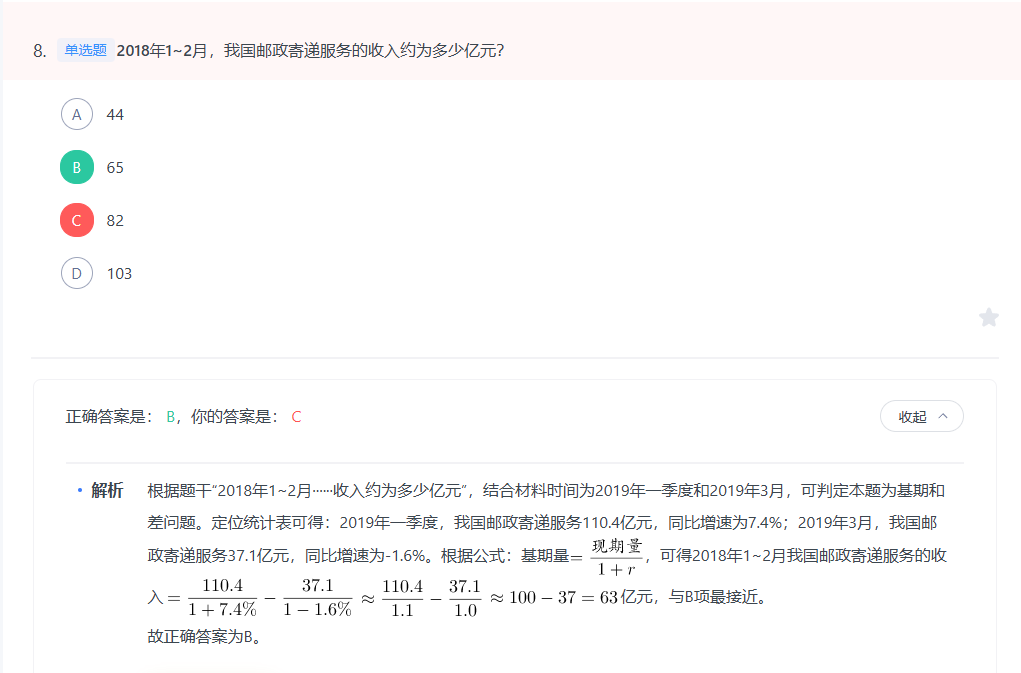 8. 单选题 2018年1~2月，我国邮政寄递服务的收入约为多少亿元?
A 44
B 65
C 82
D 103
正确答案是： B，你的答案是： C
收起
· 解析 根据题干“2018年1~2月······收入约为多少亿元”，结合材料时间为2019年一季度和2019年3月，可判定本题为基期和
差问题。定位统计表可得：2019年一季度，我国邮政寄递服务110.4亿元，同比增速为7.4%；2019年3月，我国邮
政寄递服务37.1亿元，同比增速为-1.6%。根据公式：基期量= 现期量/(1 + r)，可得2018年1~2月我国邮政寄递服务的收
入 = 110.4/(1 + 7.4%) − 37.1/(1 − 1.6%) ≈ 110.4/1.1 − 37.1/1.0 ≈ 100 − 37 = 63亿元，与B项最接近。
故正确答案为B。